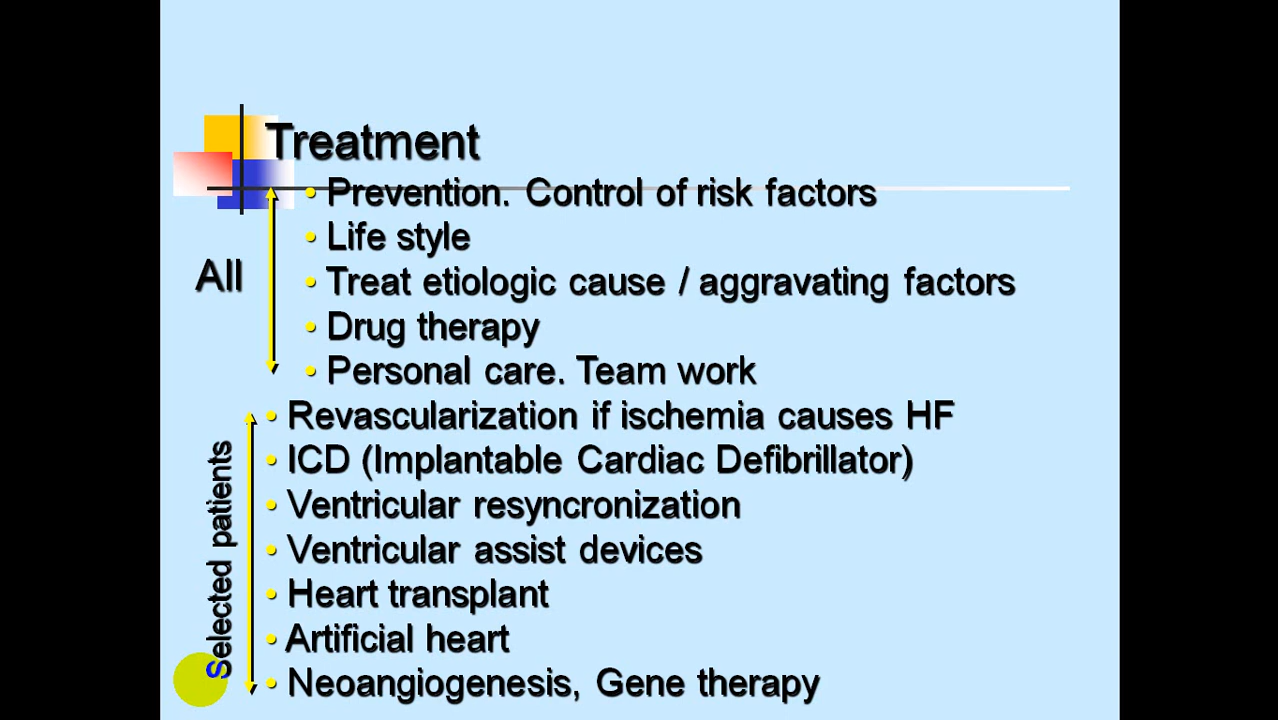 Treatment
• Prevention. Control of risk factors
• Life style
All
• Treat etiologic cause / aggravating factors
• Drug therapy
• Personal care. Team work
Selected patients
• Revascularization if ischemia causes HF
• ICD (Implantable Cardiac Defibrillator)
• Ventricular resyncronization
• Ventricular assist devices
• Heart transplant
• Artificial heart
• Neoangiogenesis, Gene therapy